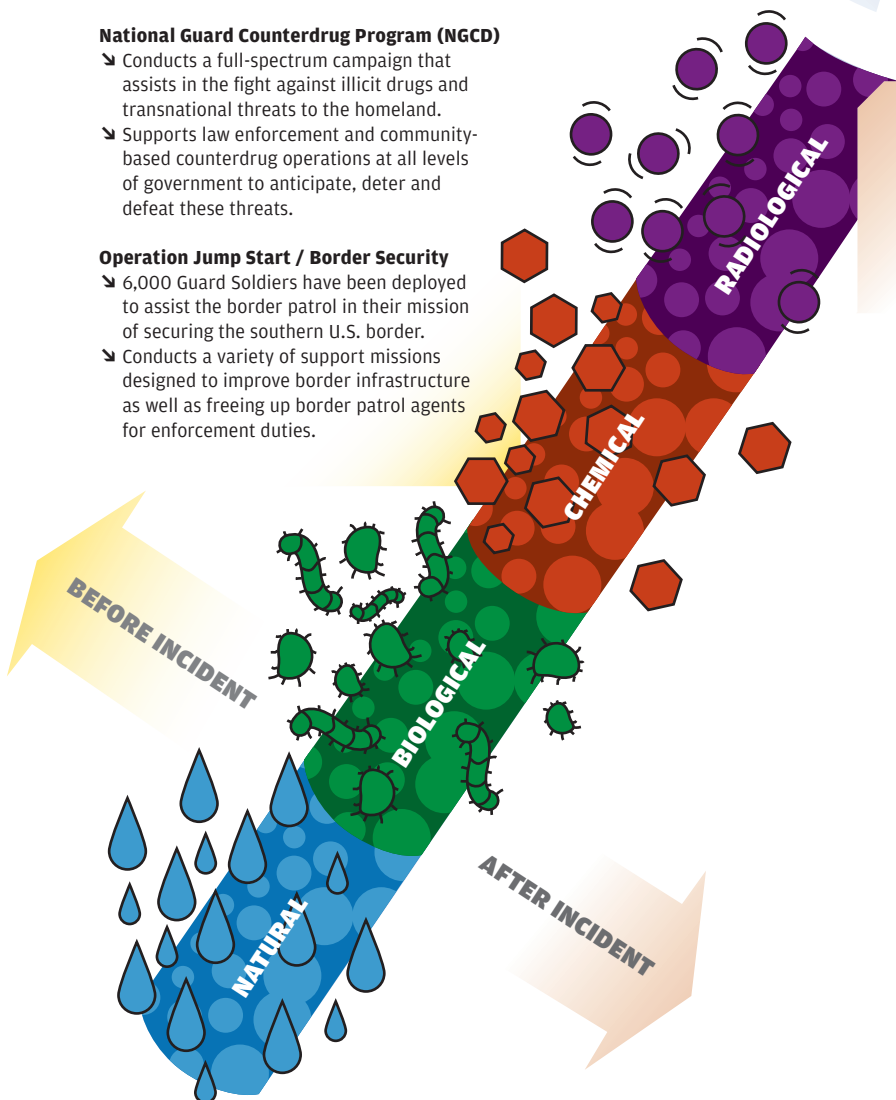 National Guard Counterdrug Program (NGCD)
➘ Conducts a full-spectrum campaign that
assists in the fight against illicit drugs and
transnational threats to the homeland.
➘ Supports law enforcement and community-
based counterdrug operations at all levels
of government to anticipate, deter and
defeat these threats.
Operation Jump Start / Border Security
➘ 6,000 Guard Soldiers have been deployed
to assist the border patrol in their mission
of securing the southern U.S. border.
➘ Conducts a variety of support missions
designed to improve border infrastructure
as well as freeing up border patrol agents
for enforcement duties.
RADIOLOGICAL
CHEMICAL
BEFORE INCIDENT
BIOLOGICAL
AFTER INCIDENT
NATURAL